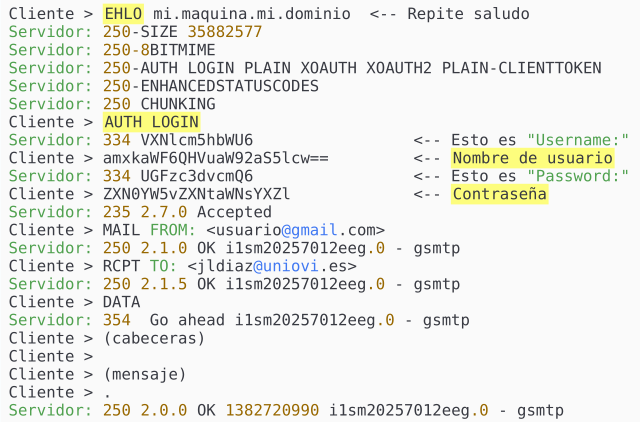 Cliente > EHLO mi.maquina.mi.dominio  <-- Repite saludo
Servidor: 250-SIZE 35882577
Servidor: 250-8BITMIME
Servidor: 250-AUTH LOGIN PLAIN XOAUTH XOAUTH2 PLAIN-CLIENTTOKEN
Servidor: 250-ENHANCEDSTATUSCODES
Servidor: 250 CHUNKING
Cliente > AUTH LOGIN
Servidor: 334 VXNlcm5hbWU6                 <-- Esto es "Username:"
Cliente > amxkaWF6QHVuaW92aS5lcw==         <-- Nombre de usuario
Servidor: 334 UGFzc3dvcmQ6                 <-- Esto es "Password:"
Cliente > ZXN0YW5vZXNtaWNsYXZl             <-- Contraseña
Servidor: 235 2.7.0 Accepted
Cliente > MAIL FROM: <usuario@gmail.com>
Servidor: 250 2.1.0 OK i1sm20257012eeg.0 - gsmtp
Cliente > RCPT TO: <jldiaz@uniovi.es>
Servidor: 250 2.1.5 OK i1sm20257012eeg.0 - gsmtp
Cliente > DATA
Servidor: 354  Go ahead i1sm20257012eeg.0 - gsmtp
Cliente > (cabeceras)
Cliente >
Cliente > (mensaje)
Cliente > .
Servidor: 250 2.0.0 OK 1382720990 i1sm20257012eeg.0 - gsmtp